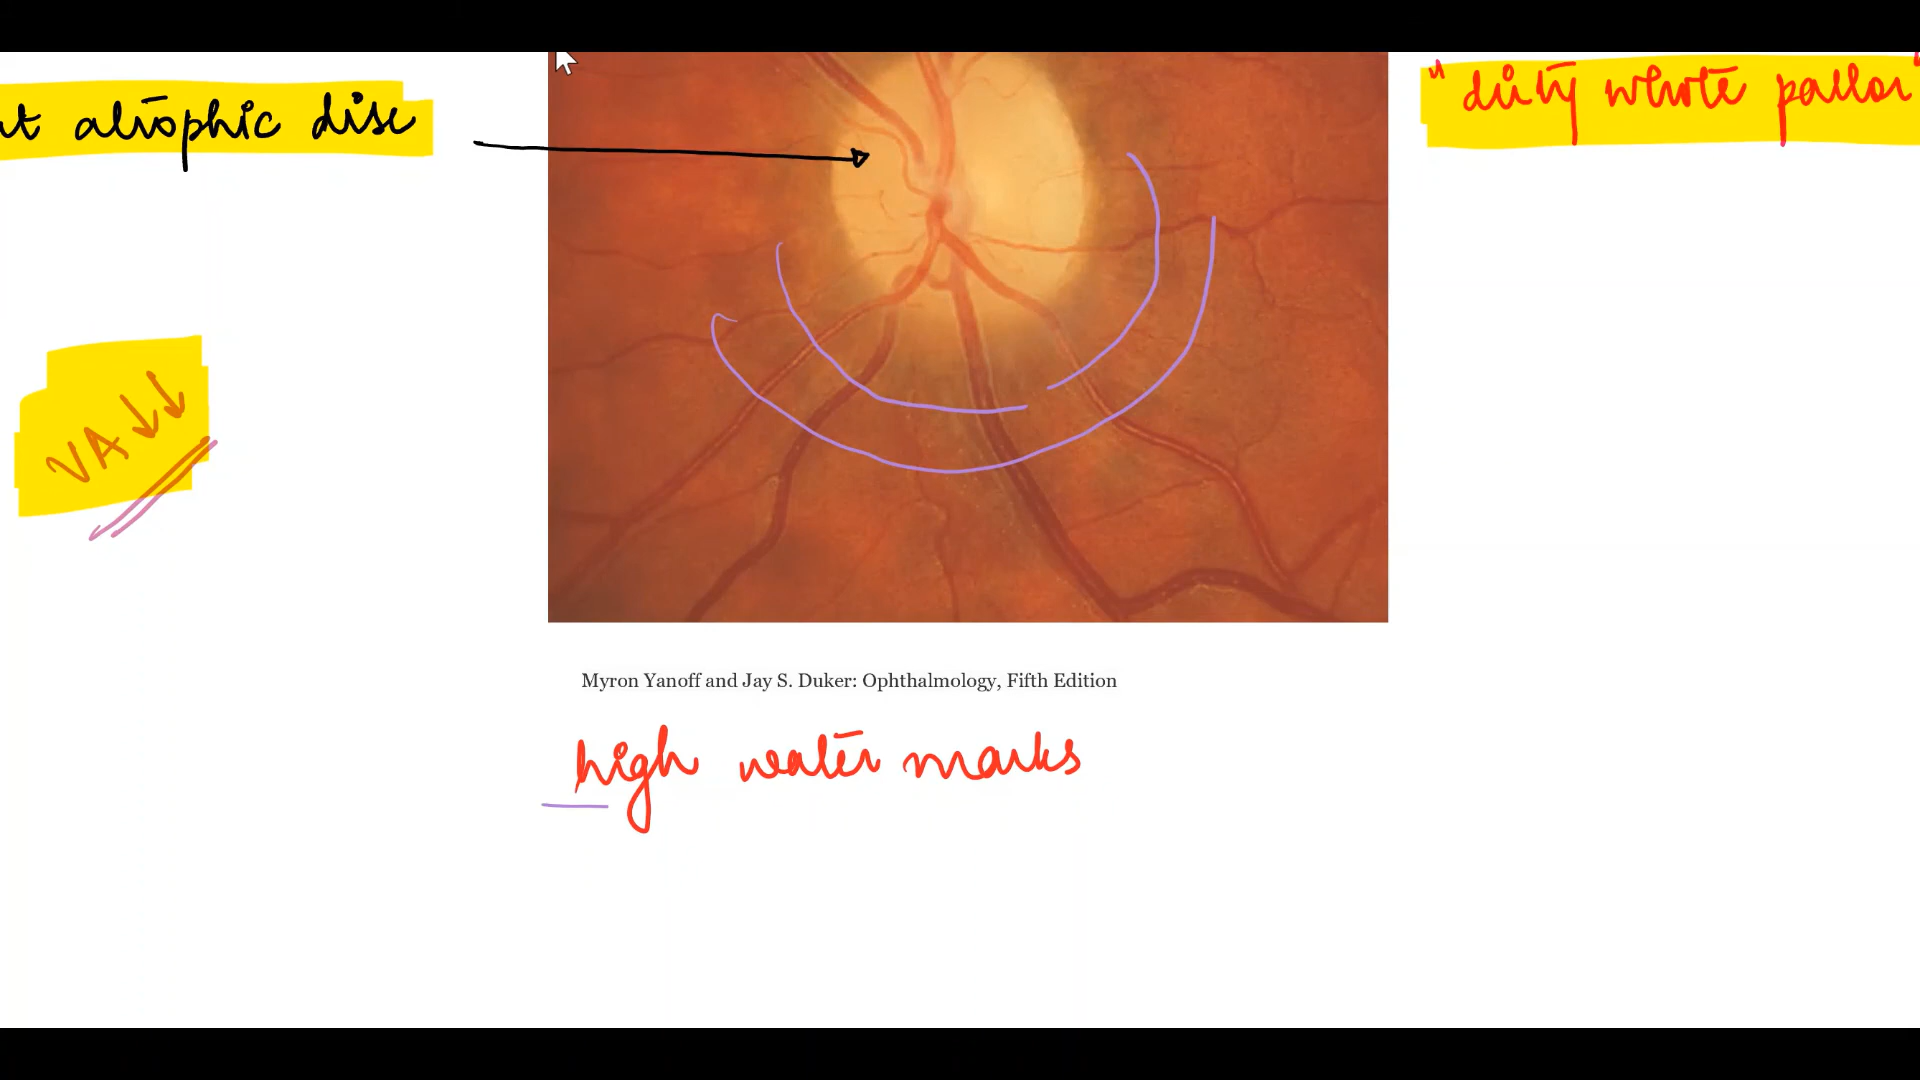 atrophic disc
"dirty white pallor"
VA↓↓
Myron Yanoff and Jay S. Duker: Ophthalmology, Fifth Edition
high water marks